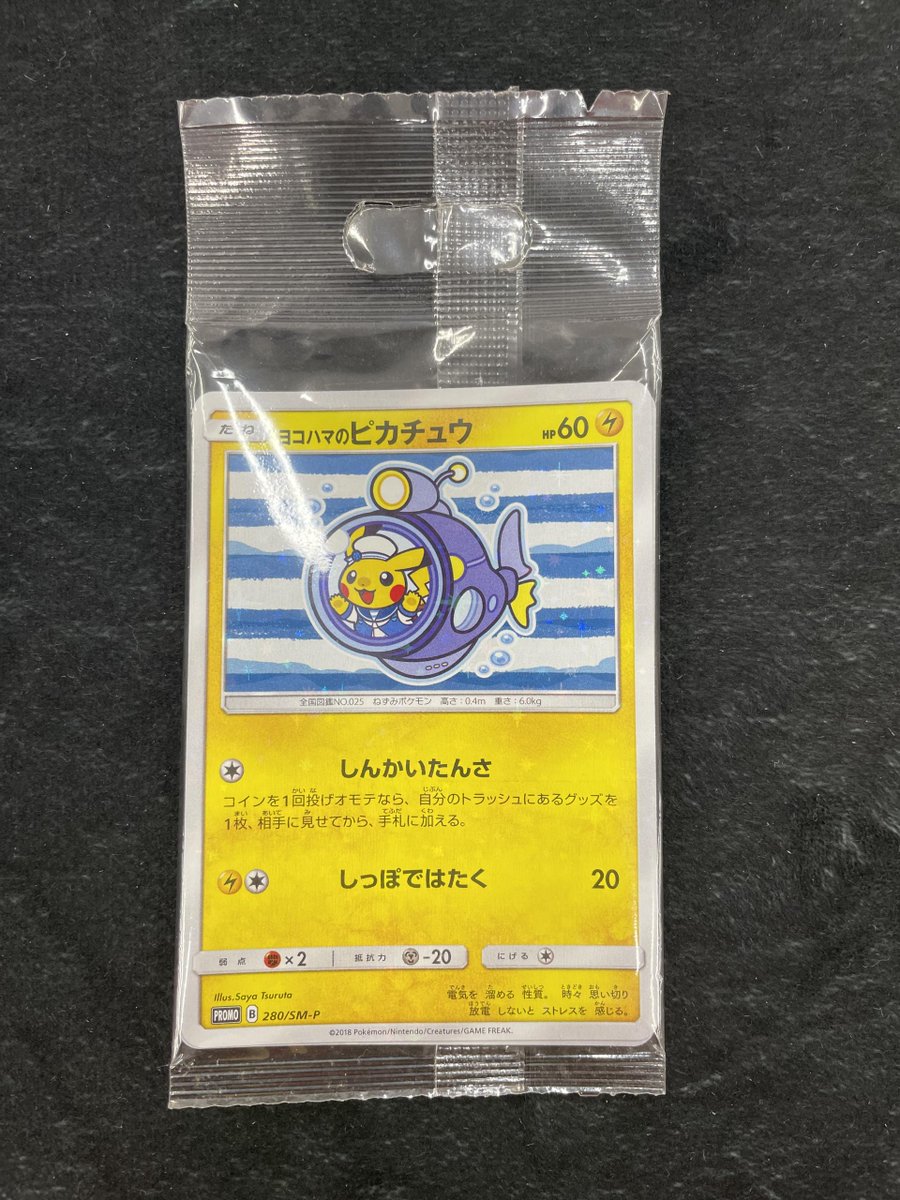 たね ヨコハマのピカチュウ HP60
全国図鑑NO.025 ねずみポケモン 高さ:0.4m 重さ:6.0kg
しんかいたんさ
コインを1回投げオモテなら、自分のトラッシュにあるグッズを
1枚、相手に見せてから、手札に加える。
しっぽではたく 20
弱点 ×2 抵抗力 -20 にげる
Illus.Saya Tsuruta
電気を 溜める 性質。 時々 思い切り
放電 しないと ストレスを 感じる。
PROMO B 280/SM-P
©2018 Pokémon/Nintendo/Creatures/GAME FREAK.